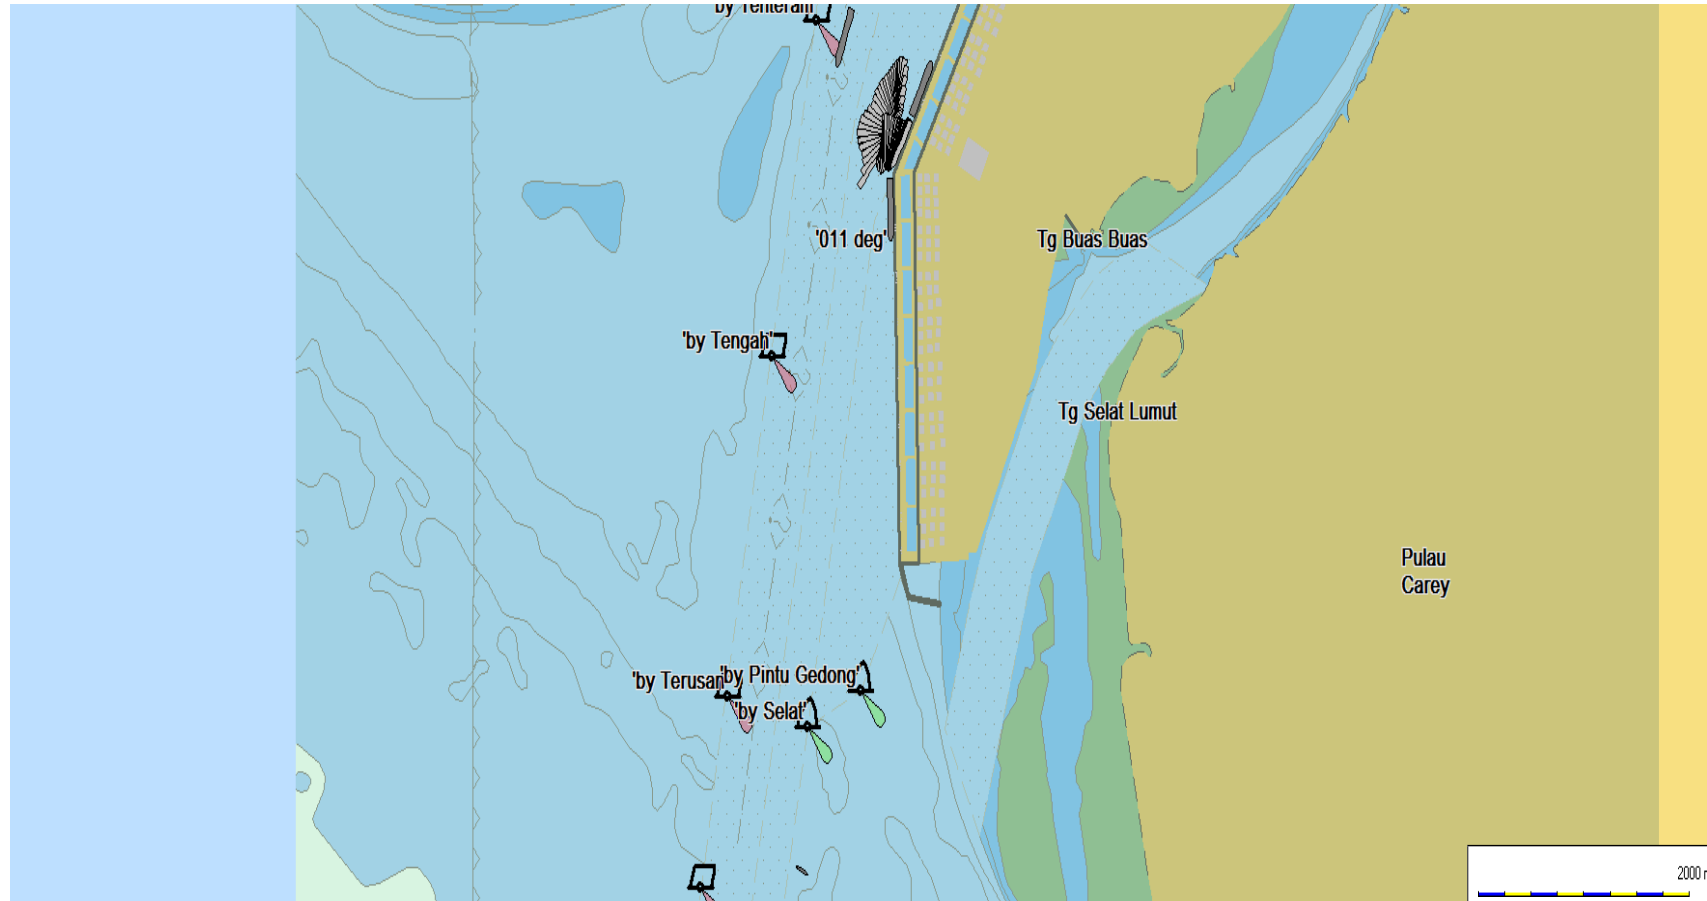 '011 deg'
Tg Buas Buas
'by Tengah'
Tg Selat Lumut
Pulau
Carey
'by Terusan
'by Pintu Gedong'
'by Selat'
2000